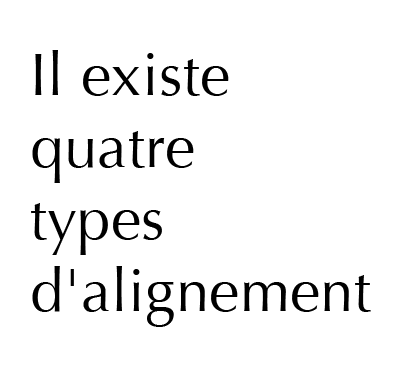 Il existe
quatre
types
d'alignement